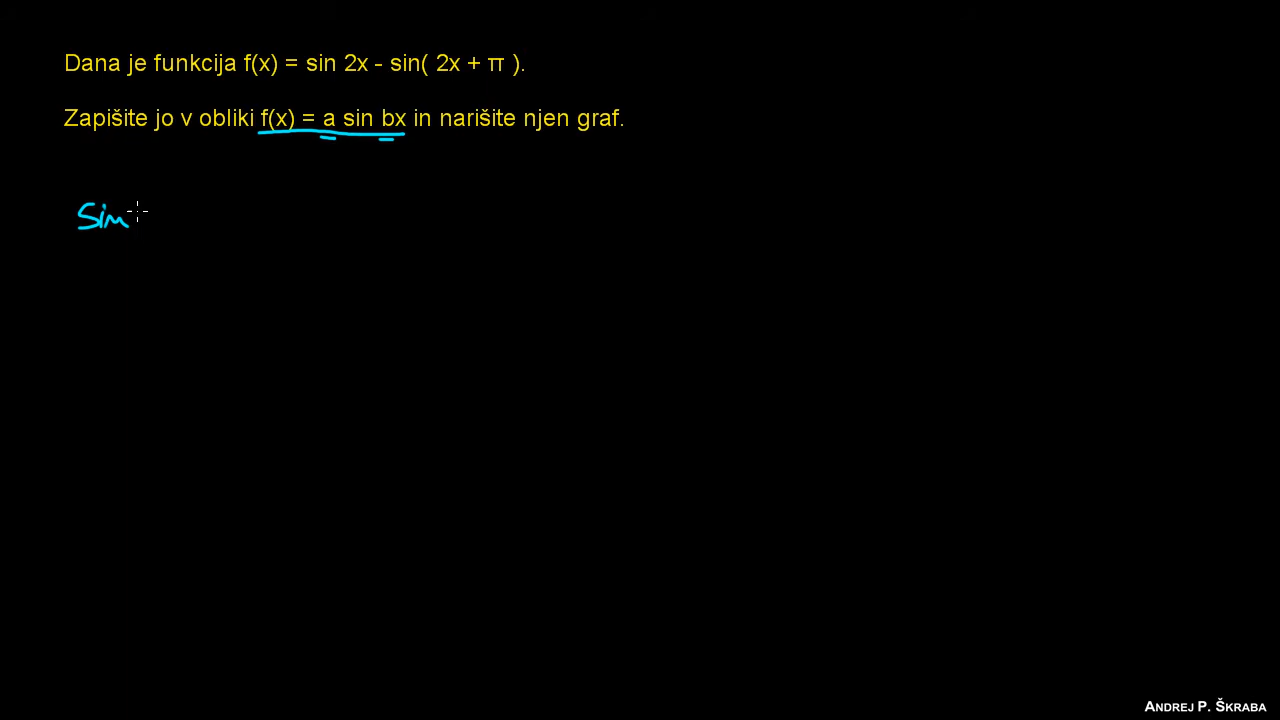 Dana je funkcija f(x) = sin 2x - sin( 2x + π ).
Zapišite jo v obliki f(x) = a sin bx in narišite njen graf.
Sin
ANDREJ P. ŠKRABA